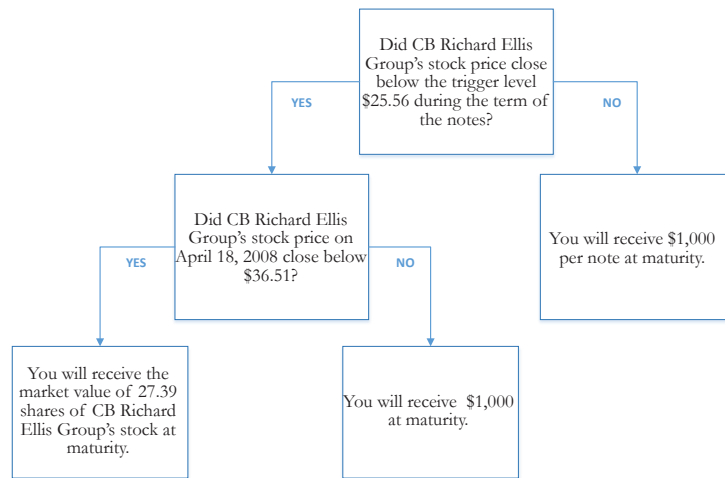 Did CB Richard Ellis
Group's stock price close
below the trigger level
$25.56 during the term of
the notes?
YES
NO
Did CB Richard Ellis
Group's stock price on
April 18, 2008 close below
$36.51?
You will receive $1,000
per note at maturity.
YES
NO
You will receive the
market value of 27.39
shares of CB Richard
Ellis Group's stock at
maturity.
You will receive $1,000
at maturity.